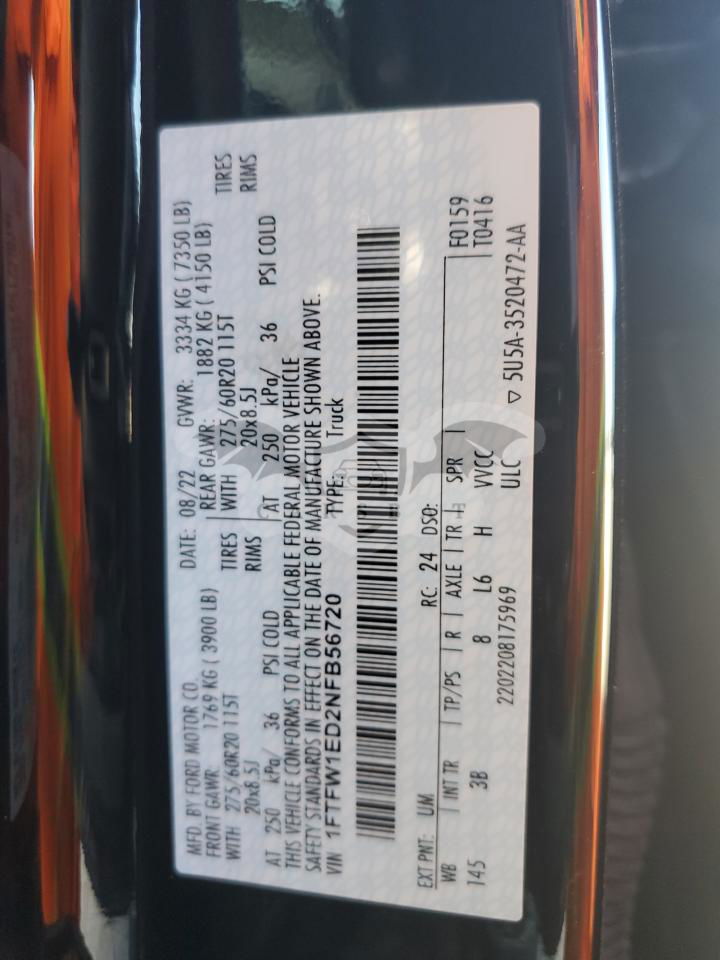 MFD BY FORD MOTOR CO. DATE: 08/22 GVWR: 3334 KG ( 7350 LB)
FRONT GAWR: 1769 KG ( 3900 LB) REAR GAWR: 1882 KG ( 4150 LB)
WITH 275/60R20 115T TIRES WITH 275/60R20 115T TIRES
20x8.5J RIMS 20x8.5J RIMS
AT 250 kPa/ 36 PSI COLD AT 250 kPa/ 36 PSI COLD
THIS VEHICLE CONFORMS TO ALL APPLICABLE FEDERAL MOTOR VEHICLE
SAFETY STANDARDS IN EFFECT ON THE DATE OF MANUFACTURE SHOWN ABOVE.
VIN 1FTFW1ED2NFB56720 TYPE: Truck
EXT PNT: UM RC: 24 DSO: F0159
WB | INT TR | TP/PS | R | AXLE | TR | SPR | T0416
145 3B 8 L6 H VVCC
2202208175969 ULC ▽ 5U5A-3520472-AA